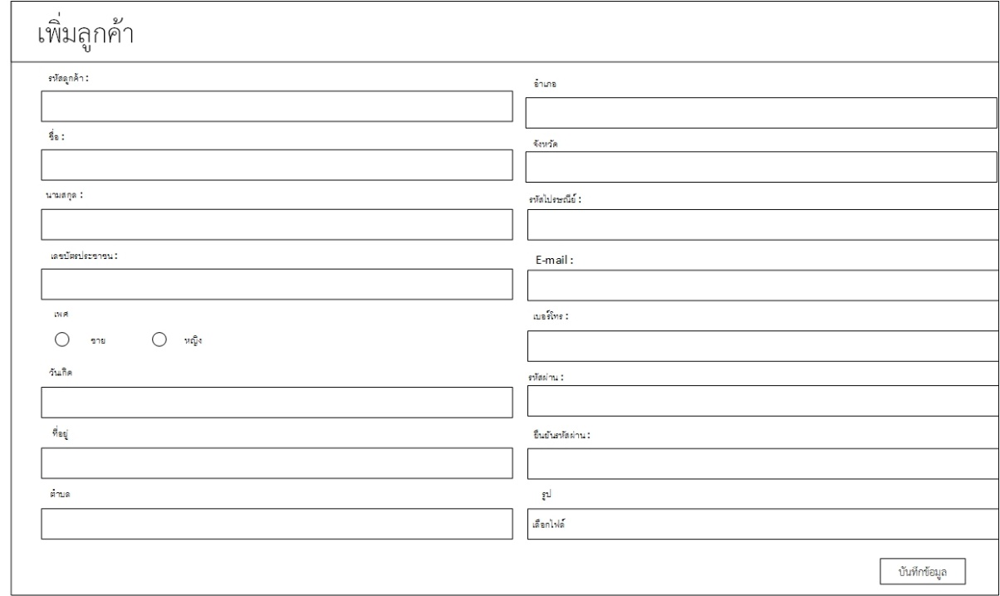 เพิ่มลูกค้า
รหัสลูกค้า :
ชื่อ :
นามสกุล :
เลขบัตรประชาชน :
เพศ
ชาย หญิง
วันเกิด
ที่อยู่
ตำบล
อำเภอ
จังหวัด
รหัสไปรษณีย์ :
E-mail :
เบอร์โทร :
รหัสผ่าน :
ยืนยันรหัสผ่าน :
รูป
เลือกไฟล์
บันทึกข้อมูล